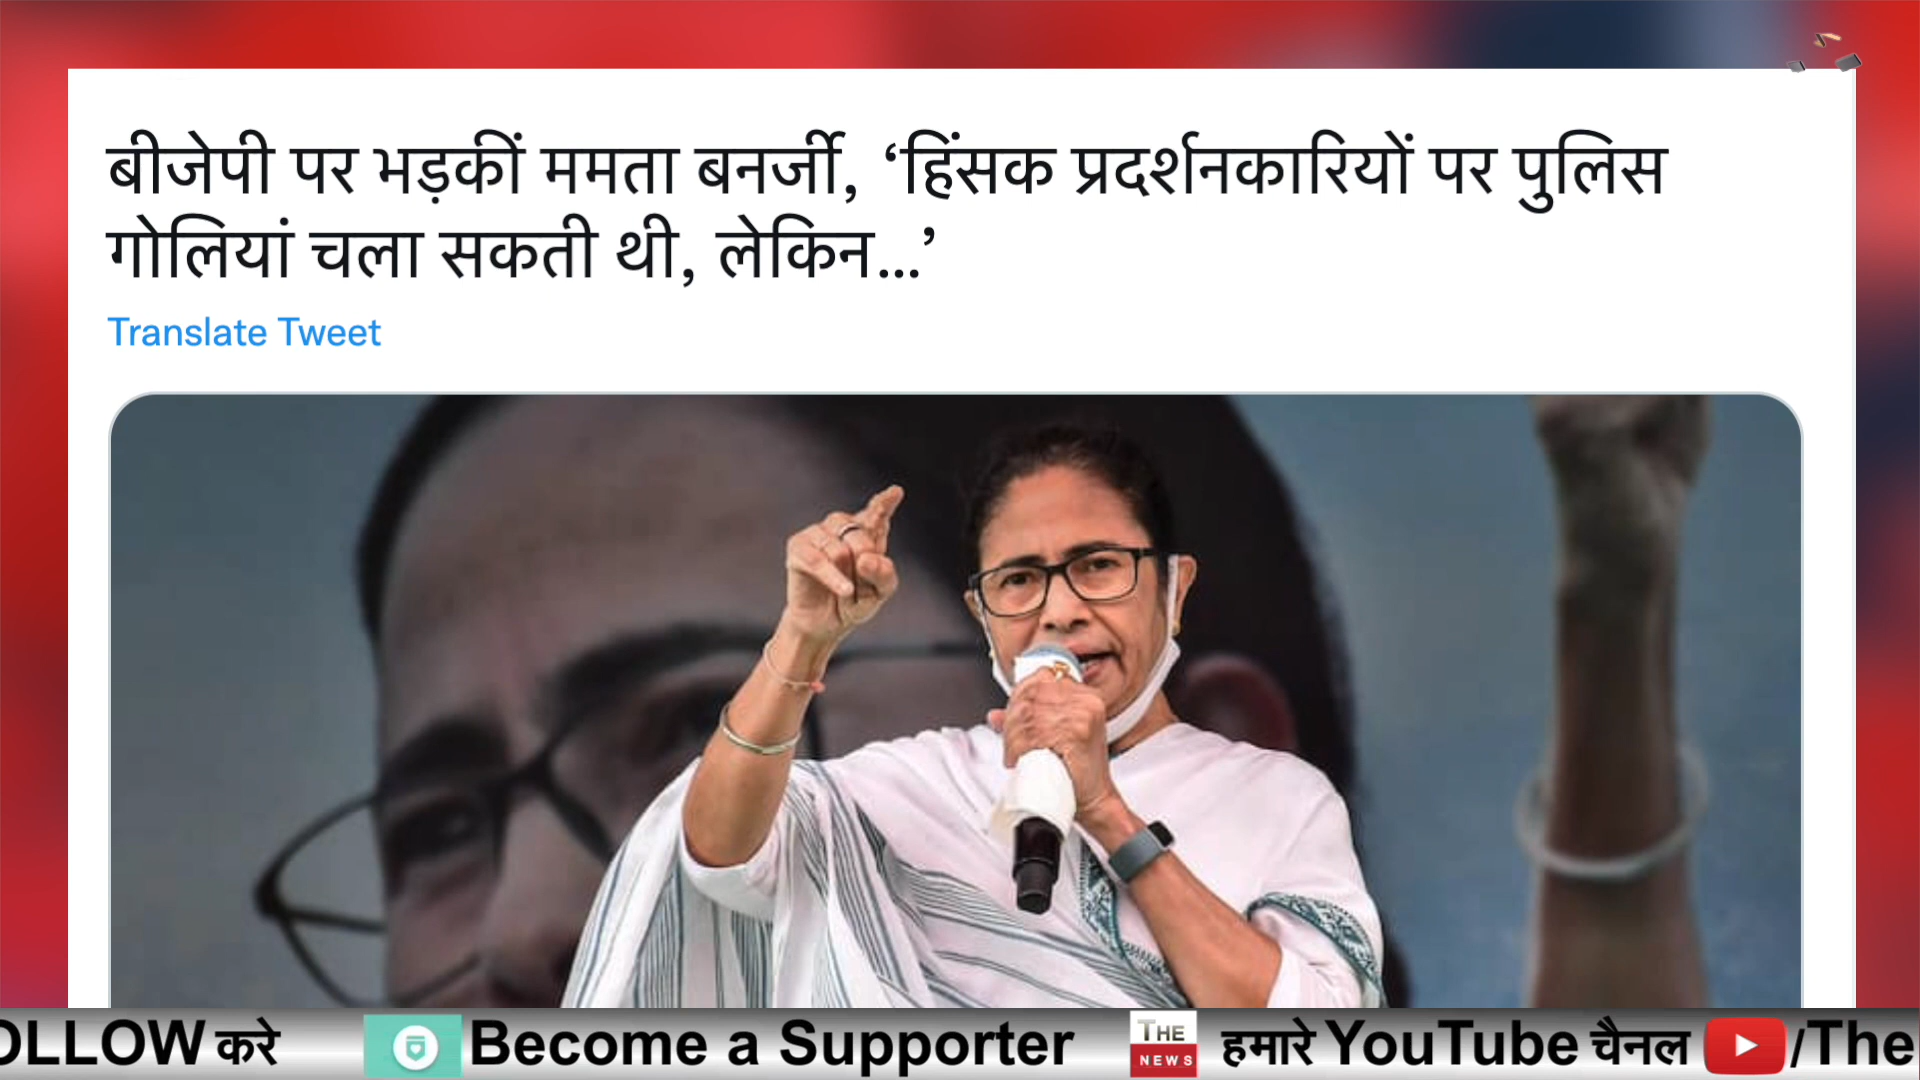 बीजेपी पर भड़कीं ममता बनर्जी, ‘हिंसक प्रदर्शनकारियों पर पुलिस
गोलियां चला सकती थी, लेकिन...’
Translate Tweet
OLLOW करे Become a Supporter THE NEWS हमारे YouTube चैनल /The